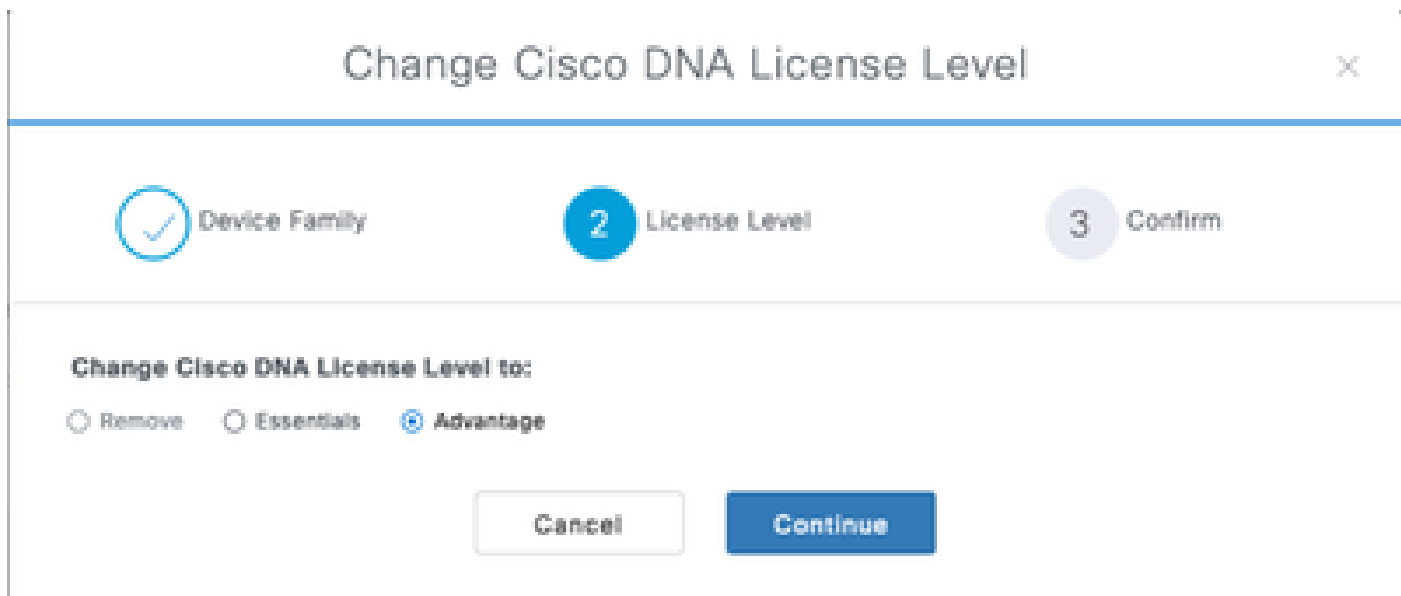 Change Cisco DNA License Level
Device Family
2 License Level
3 Confirm
Change Cisco DNA License Level to:
Remove Essentials Advantage
Cancel Continue